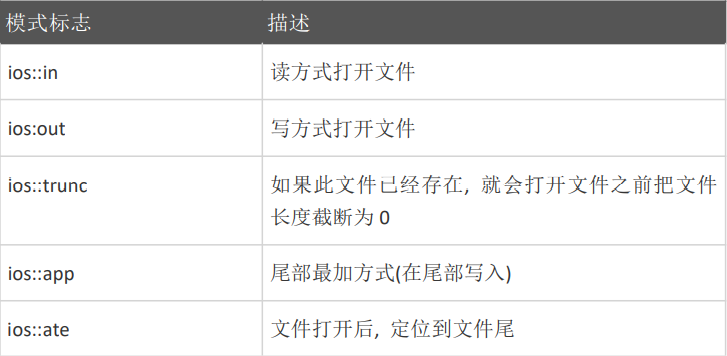 模式标志 描述
ios::in 读方式打开文件
ios:out 写方式打开文件
ios::trunc 如果此文件已经存在, 就会打开文件之前把文件
长度截断为 0
ios::app 尾部最加方式(在尾部写入)
ios::ate 文件打开后, 定位到文件尾